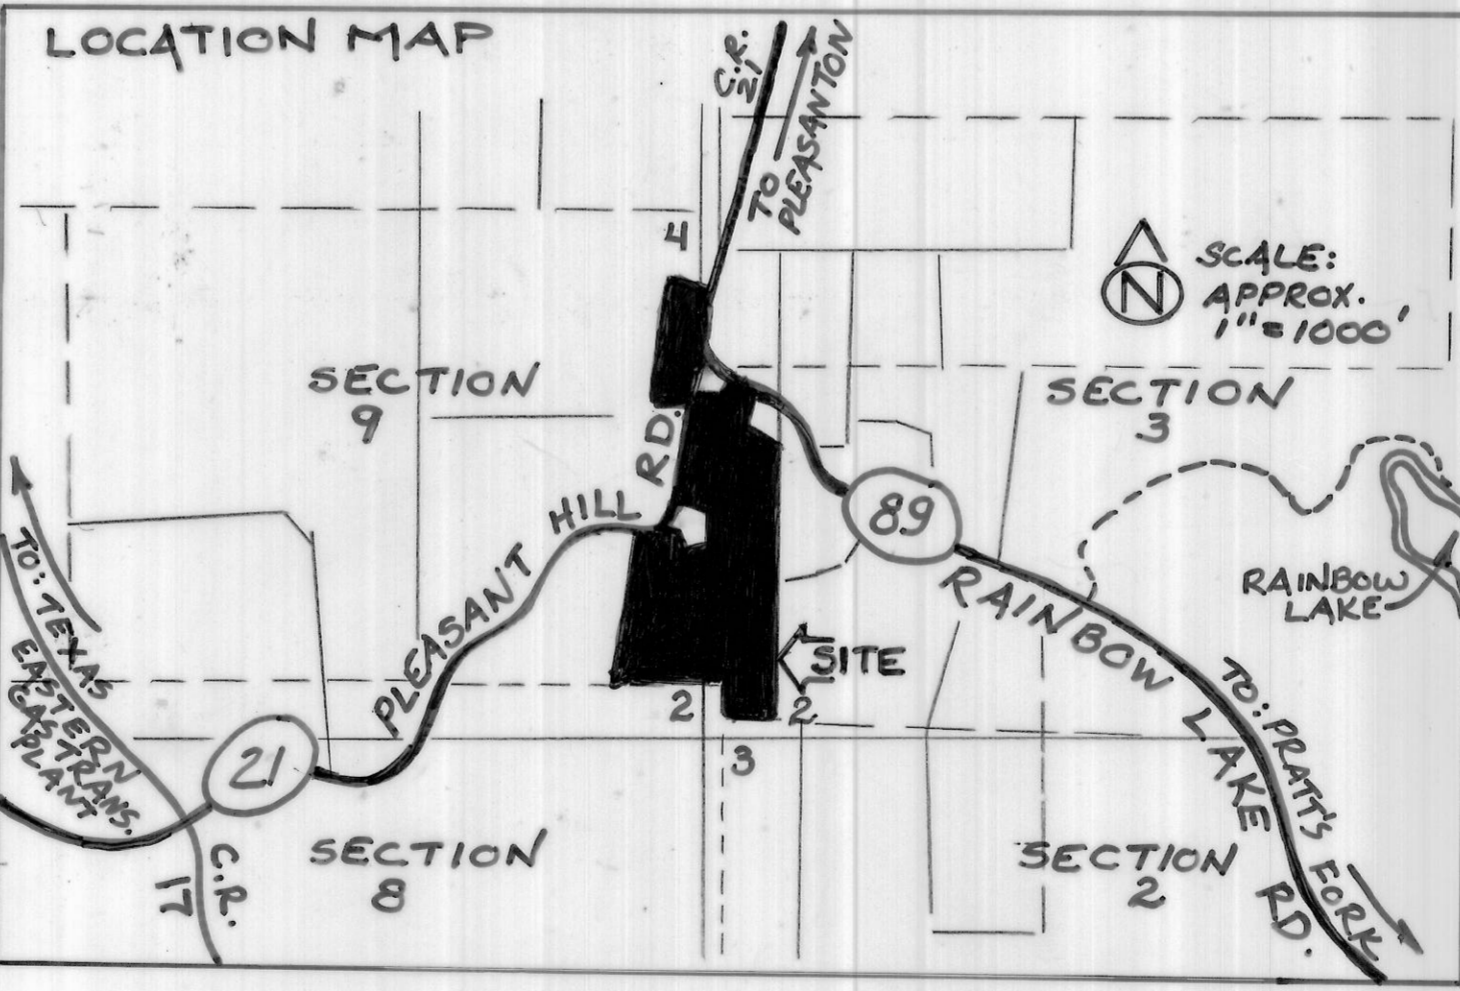 LOCATION MAP
C.R.
21
TO
PLEASANTON
4
N
SCALE:
APPROX.
1"=1000'
SECTION
9
SECTION
3
RD.
HILL
PLEASANT
89
RAINBOW
LAKE
TO: TEXAS
EASTERN
GAS TRANS.
PLANT
RAINBOW
LAKE
RD.
SITE
2
2
3
21
TO: PRATT'S
FORK
C.R.
17
SECTION
8
SECTION
2